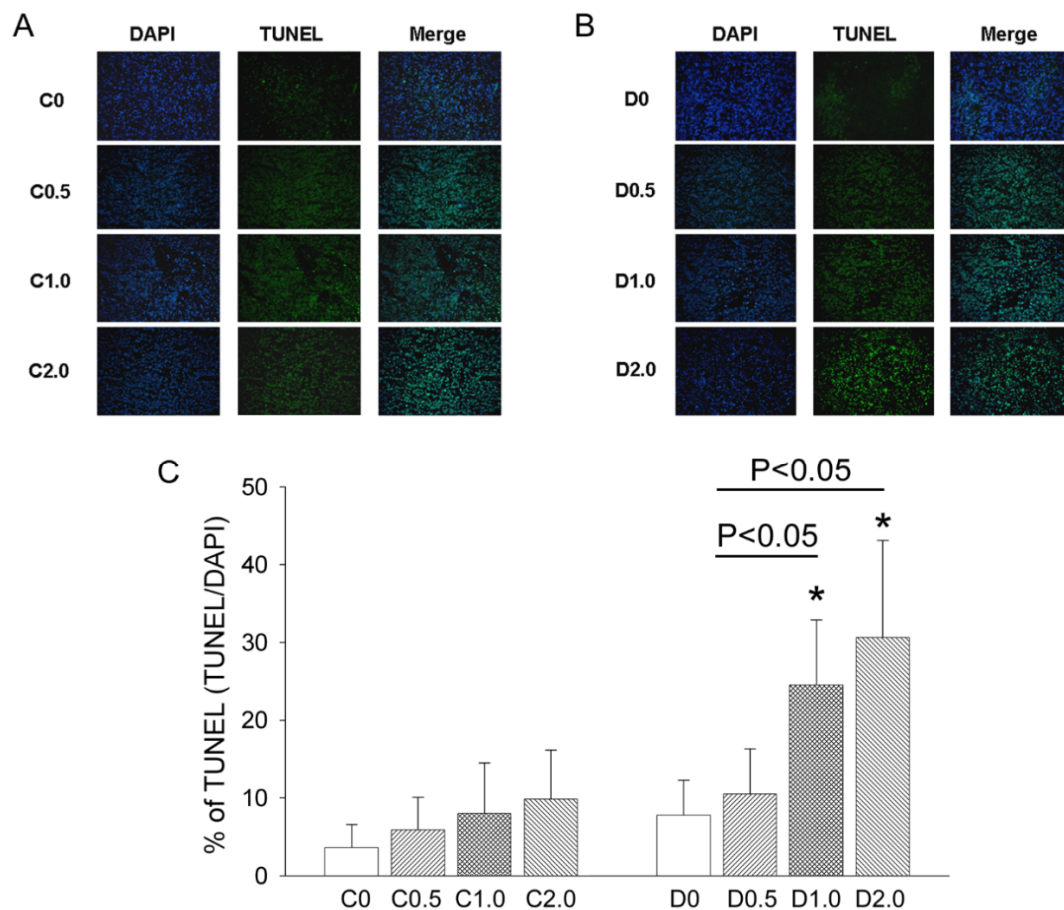 A
DAPI TUNEL Merge
C0
C0.5
C1.0
C2.0
B
DAPI TUNEL Merge
D0
D0.5
D1.0
D2.0
C
% of TUNEL (TUNEL/DAPI)
50
40
30
20
10
0
P<0.05
P<0.05
*
*
C0 C0.5 C1.0 C2.0 D0 D0.5 D1.0 D2.0